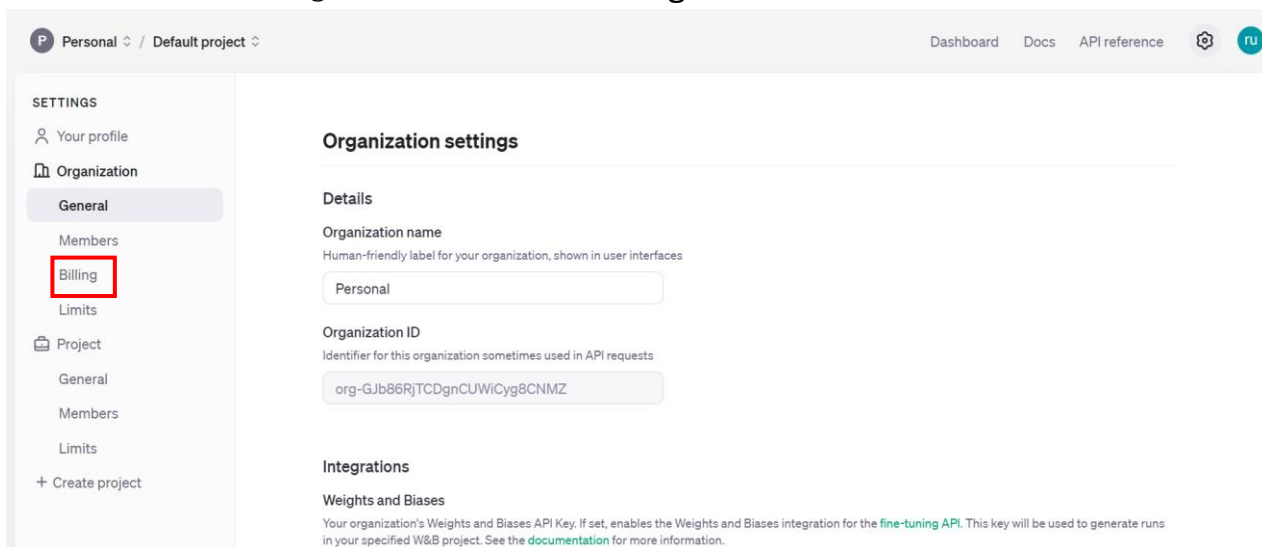 P Personal / Default project
Dashboard Docs API reference ru
SETTINGS
Your profile
Organization
General
Members
Billing
Limits
Project
General
Members
Limits
+ Create project
Organization settings
Details
Organization name
Human-friendly label for your organization, shown in user interfaces
Personal
Organization ID
Identifier for this organization sometimes used in API requests
org-GJb86RjTCDgnCUWiCyg8CNMZ
Integrations
Weights and Biases
Your organization's Weights and Biases API Key. If set, enables the Weights and Biases integration for the fine-tuning API. This key will be used to generate runs
in your specified W&B project. See the documentation for more information.